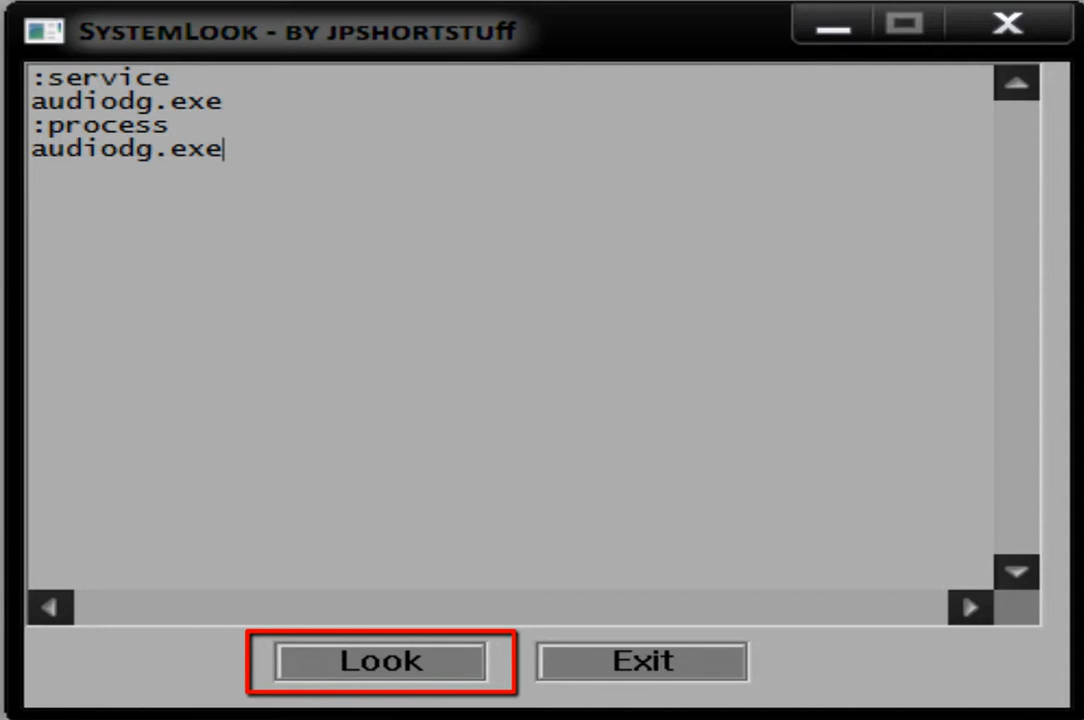 SYSTEMLOOK - BY JPSHORTSTUff
:service
audiodg.exe
:process
audiodg.exe
Look
Exit